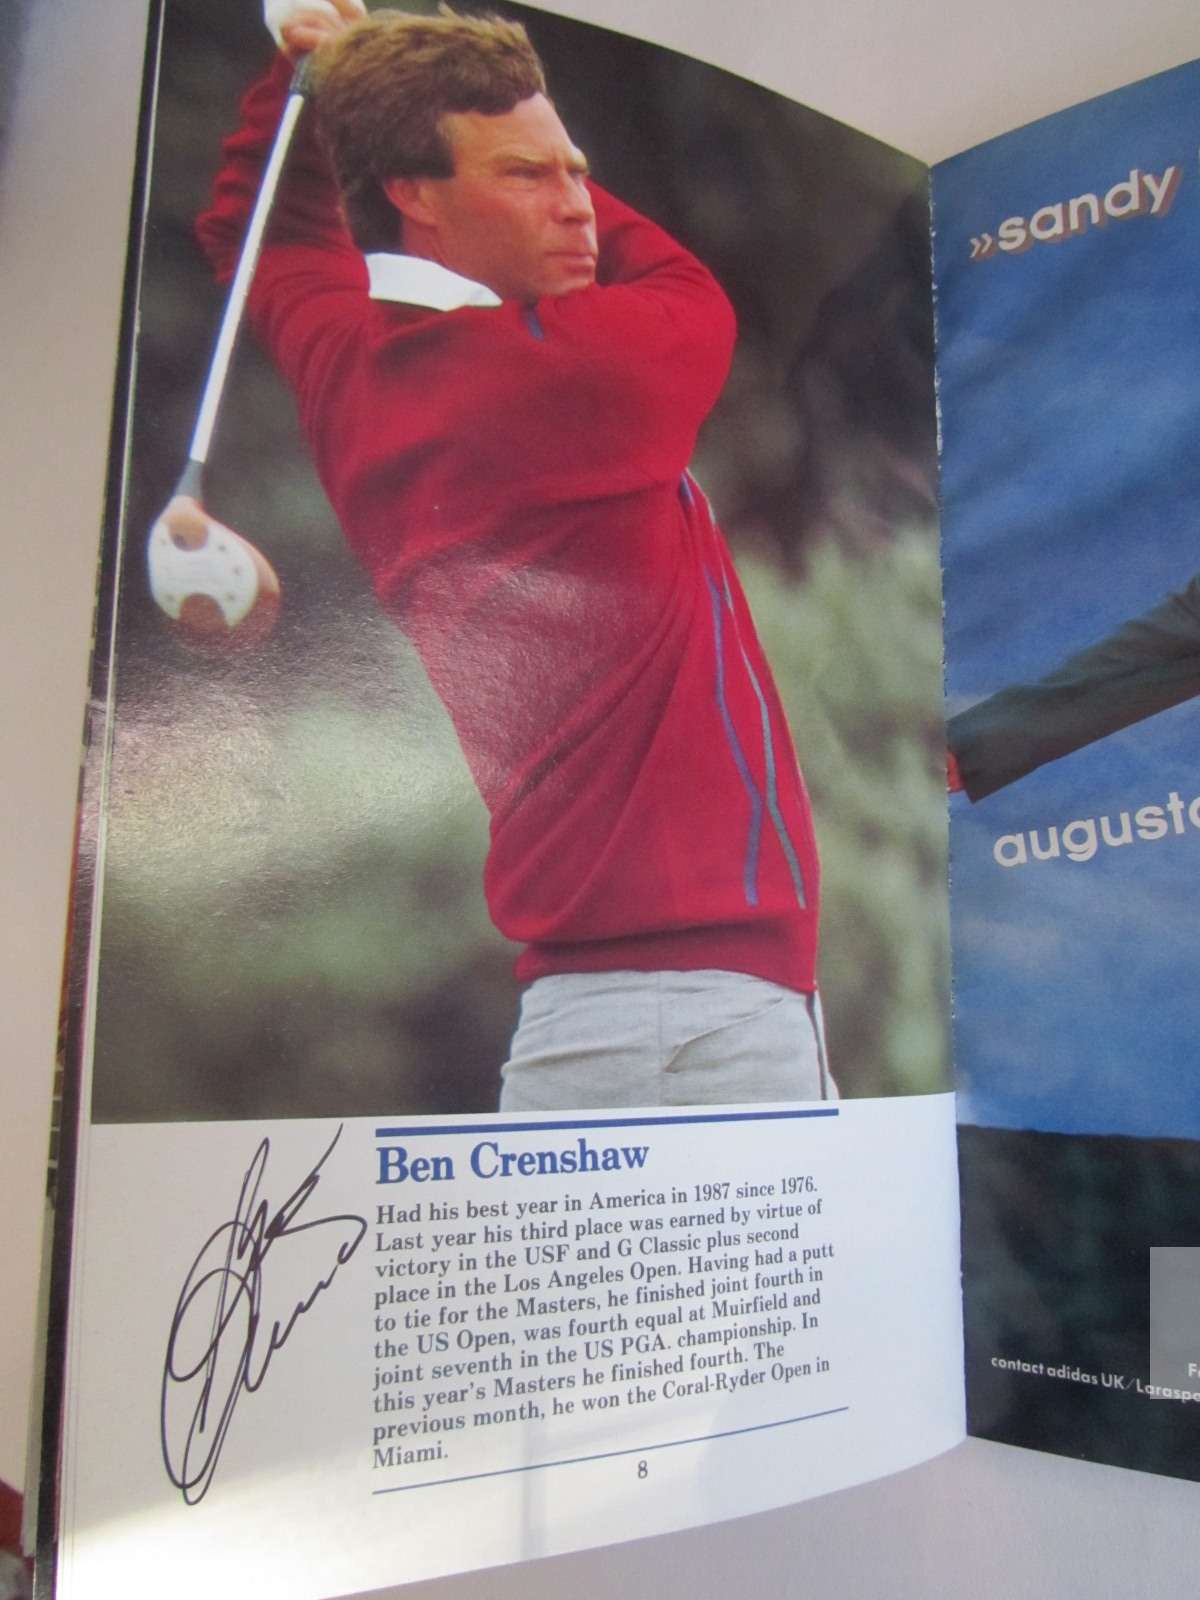 Ben Crenshaw
Had his best year in America in 1987 since 1976.
Last year his third place was earned by virtue of
victory in the USF and G Classic plus second
place in the Los Angeles Open. Having had a putt
to tie for the Masters, he finished joint fourth in
the US Open, was fourth equal at Muirfield and
joint seventh in the US PGA. championship. In
this year's Masters he finished fourth. The
previous month, he won the Coral-Ryder Open in
Miami.
8
»sandy
augusta
contact adidas UK/Laraspo